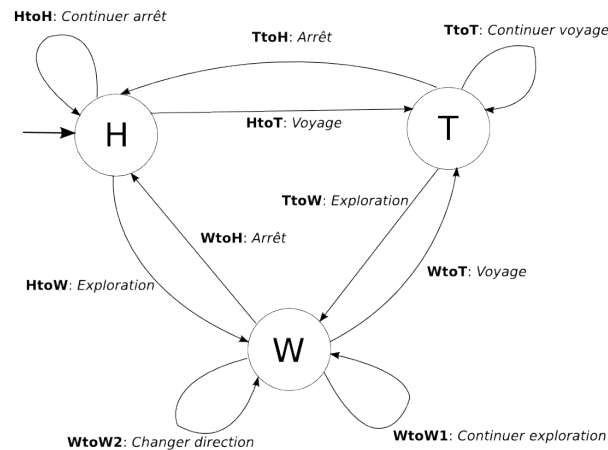 HtoH: Continuer arrêt
TtoH: Arrêt
TtoT: Continuer voyage
H
HtoT: Voyage
T
TtoW: Exploration
WtoH: Arrêt
HtoW: Exploration
WtoT: Voyage
W
WtoW2: Changer direction
WtoW1: Continuer exploration